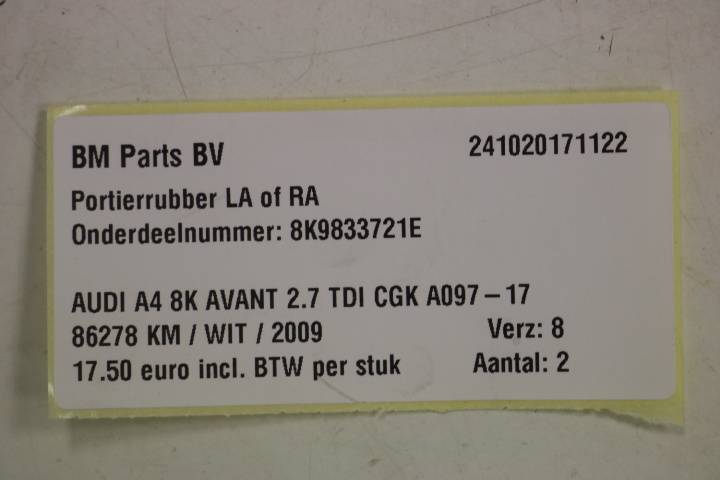 BM Parts BV 241020171122
Portierrubber LA of RA
Onderdeelnummer: 8K9833721E
AUDI A4 8K AVANT 2.7 TDI CGK A097-17
86278 KM / WIT / 2009 Verz: 8
17.50 euro incl. BTW per stuk Aantal: 2